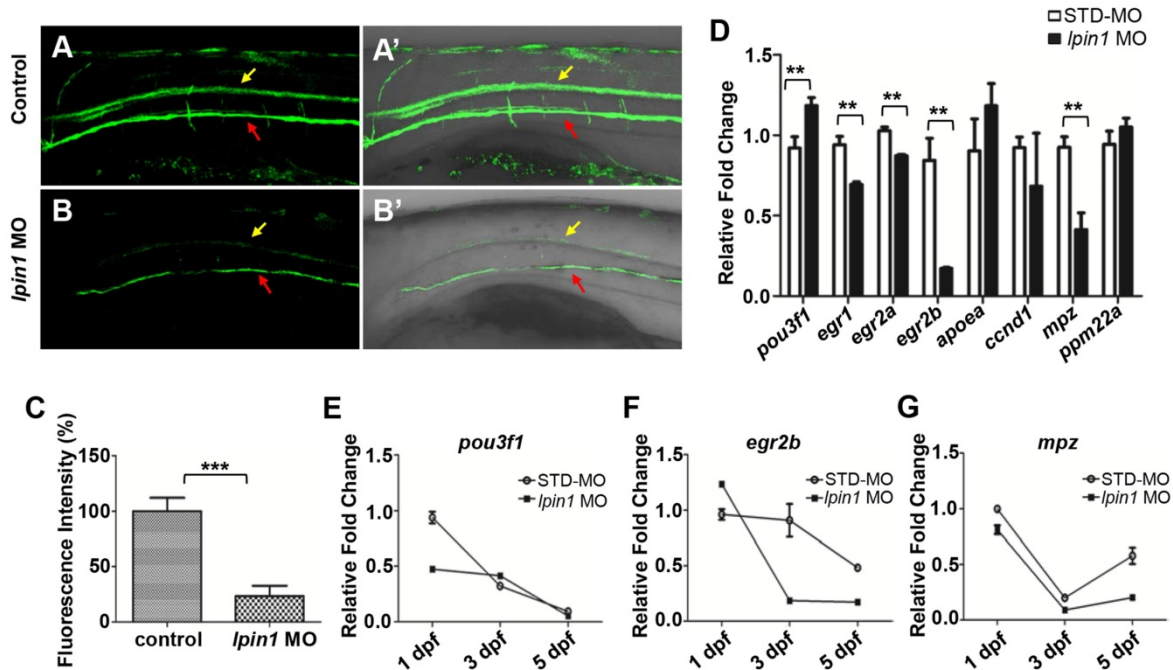 A
A'
Control
B
B'
lpin1 MO
D
STD-MO
lpin1 MO
Relative Fold Change
1.5
1.0
0.5
0.0
**
**
**
**
**
pou3f1
egr1
egr2a
egr2b
apoea
ccnd1
mpz
ppm22a
C
Fluorescence Intensity (%)
150
100
50
0
***
control
lpin1 MO
E
pou3f1
Relative Fold Change
1.5
1.0
0.5
0.0
STD-MO
lpin1 MO
1 dpf
3 dpf
5 dpf
F
egr2b
Relative Fold Change
1.5
1.0
0.5
0.0
STD-MO
lpin1 MO
1 dpf
3 dpf
5 dpf
G
mpz
Relative Fold Change
1.5
1.0
0.5
0.0
STD-MO
lpin1 MO
1 dpf
3 dpf
5 dpf